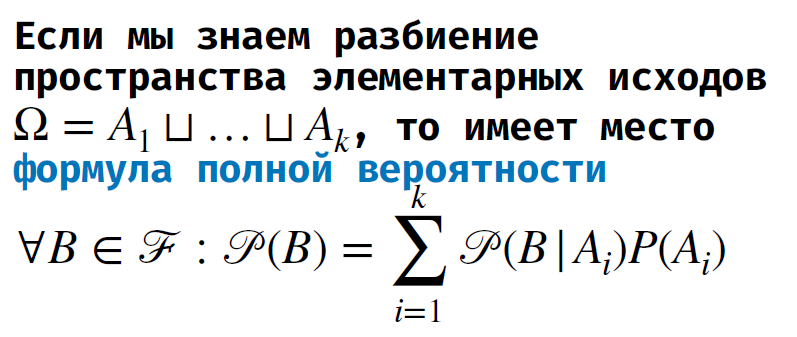 Если мы знаем разбиение
пространства элементарных исходов
Ω = A₁ ⊔ … ⊔ Aₖ, то имеет место
формула полной вероятности
∀B ∈ ℱ : 𝒫(B) = ∑ᵢ₌₁ᵏ 𝒫(B | Aᵢ)P(Aᵢ)